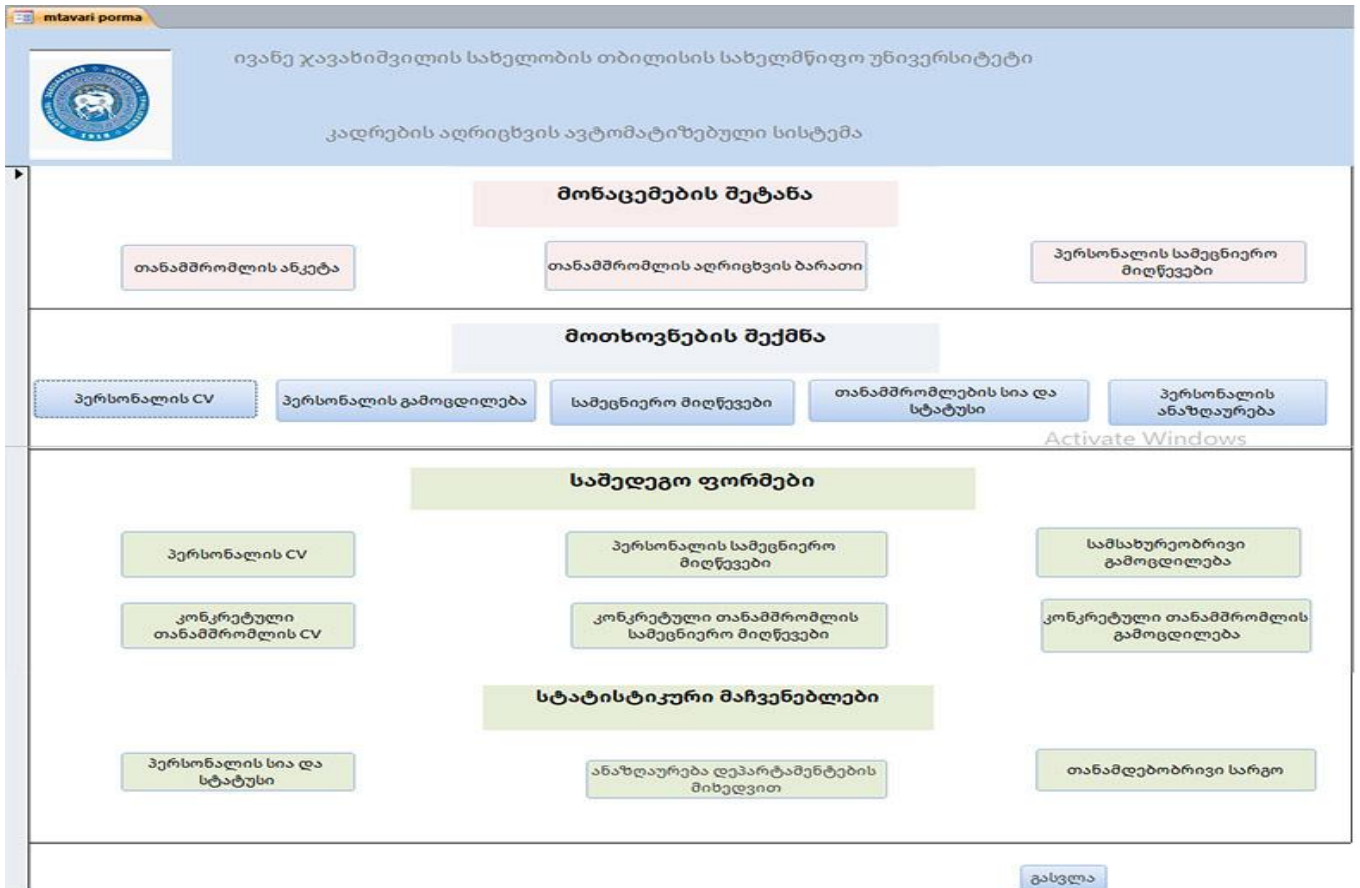 mtavari porma
ივანე ჯავახიშვილის სახელობის თბილისის სახელმწიფო უნივერსიტეტი
კადრების აღრიცხვის ავტომატიზებული სისტემა
მონაცემების შეტანა
თანამშრომლის ანკეტა
თანამშრომლის აღრიცხვის ბარათი
პერსონალის სამეცნიერო
მიღწევები
მოთხოვნების შექმნა
პერსონალის CV
პერსონალის გამოცდილება
სამეცნიერო მიღწევები
თანამშრომლების სია და
სტატუსი
პერსონალის
ანაზღაურება
Activate Windows
საშედეგო ფორმები
პერსონალის CV
პერსონალის სამეცნიერო
მიღწევები
სამსახურეობრივი
გამოცდილება
კონკრეტული
თანამშრომლის CV
კონკრეტული თანამშრომლის
სამეცნიერო მიღწევები
კონკრეტული თანამშრომლის
გამოცდილება
სტატისტიკური მაჩვენებლები
პერსონალის სია და
სტატუსი
ანაზღაურება დეპარტამენტების
მიხედვით
თანამდებობრივი სარგო
გასვლა